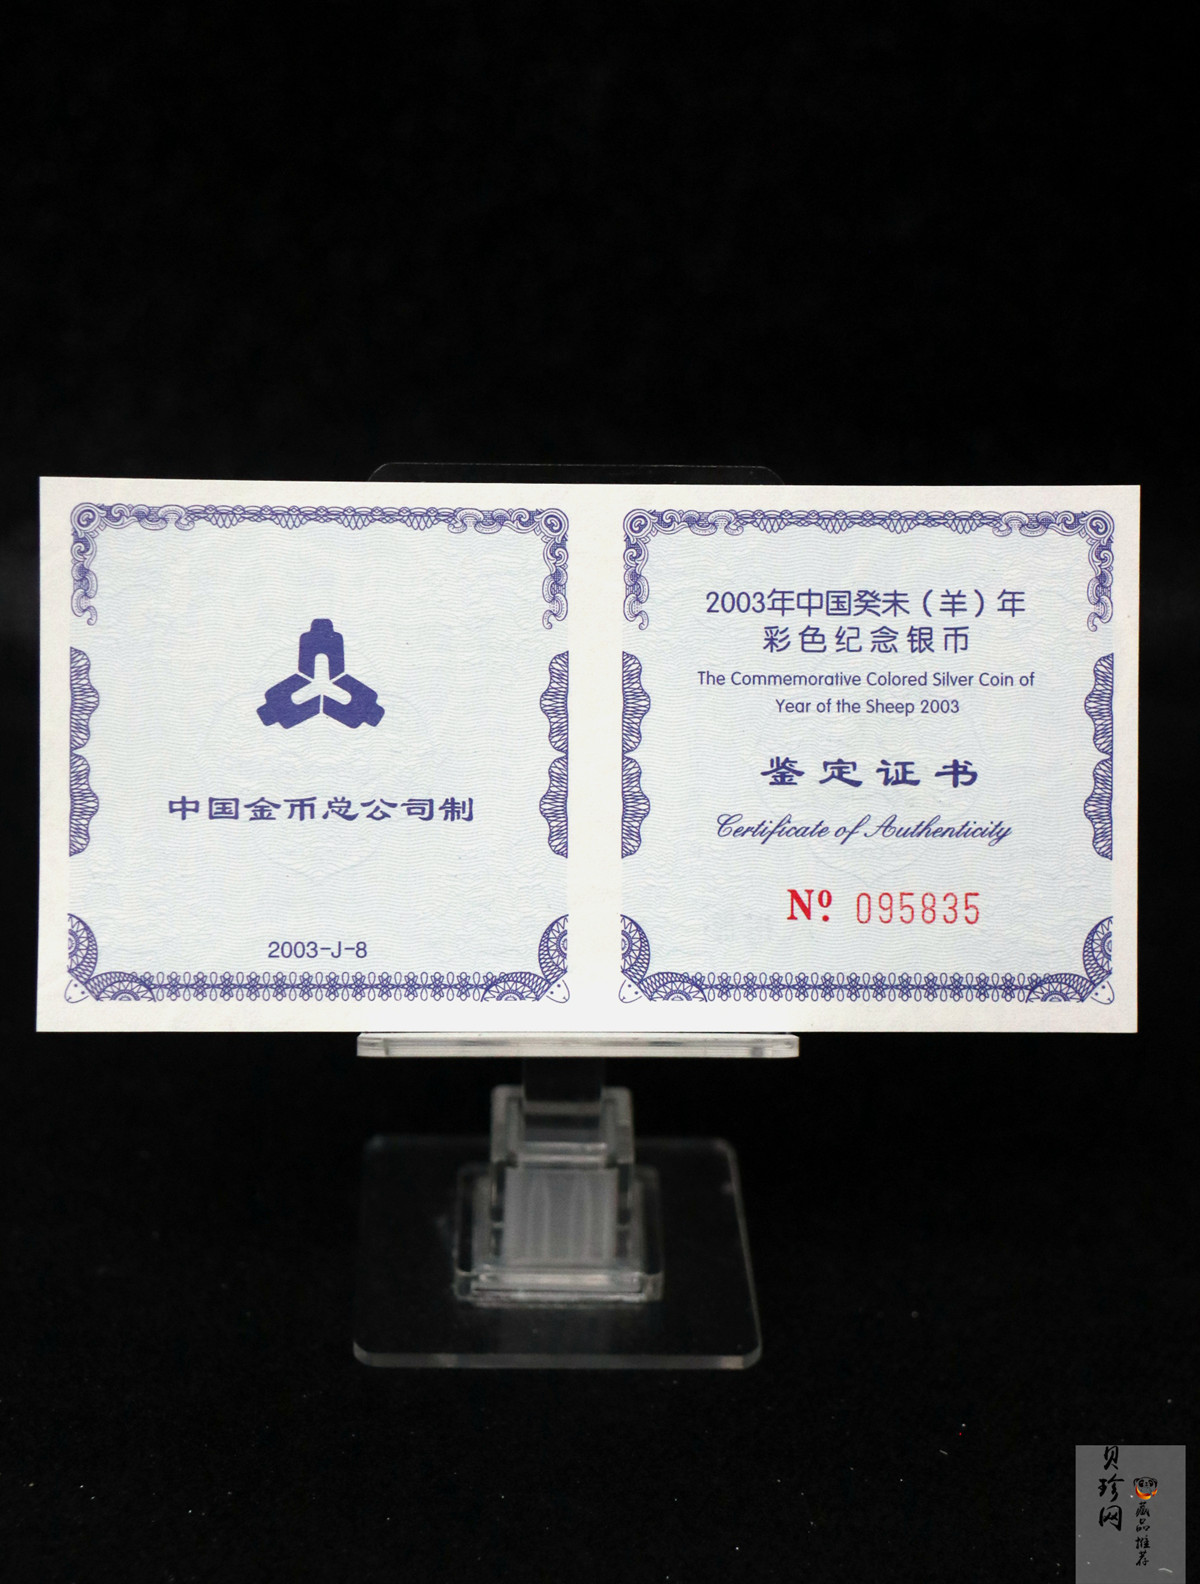 中国金币总公司制
2003-J-8
2003年中国癸未（羊）年
彩色纪念银币
The Commemorative Colored Silver Coin of
Year of the Sheep 2003
鉴定证书
Certificate of Authenticity
Nº 095835
贝珍网
藏品推荐